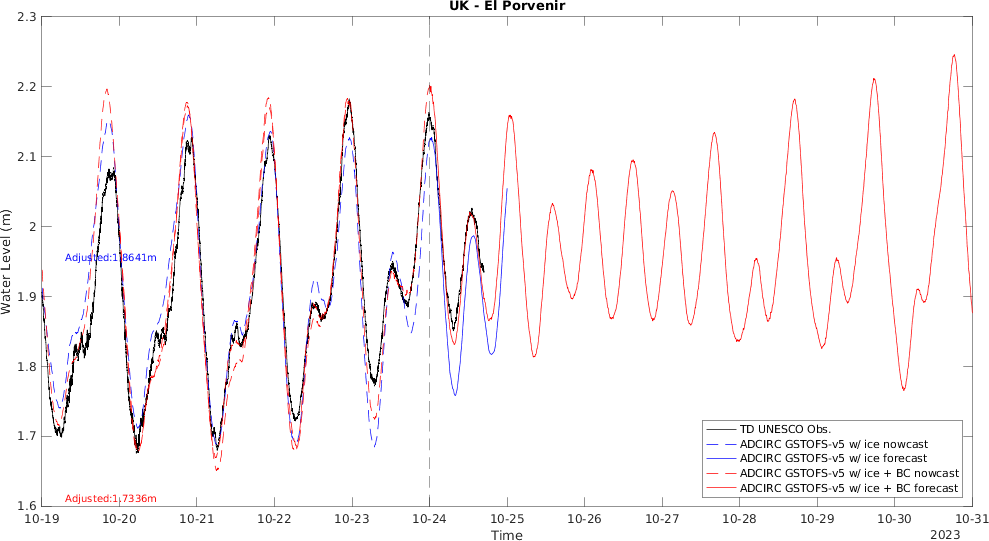 UK - El Porvenir
2.3
2.2
2.1
2
1.9
1.8
1.7
1.6
Water Level (m)
Adjusted:1.8641m
Adjusted:1.7336m
TD UNESCO Obs.
ADCIRC GSTOFS-v5 w/ ice nowcast
ADCIRC GSTOFS-v5 w/ ice forecast
ADCIRC GSTOFS-v5 w/ ice + BC nowcast
ADCIRC GSTOFS-v5 w/ ice + BC forecast
10-19 10-20 10-21 10-22 10-23 10-24 10-25 10-26 10-27 10-28 10-29 10-30 10-31
Time
2023